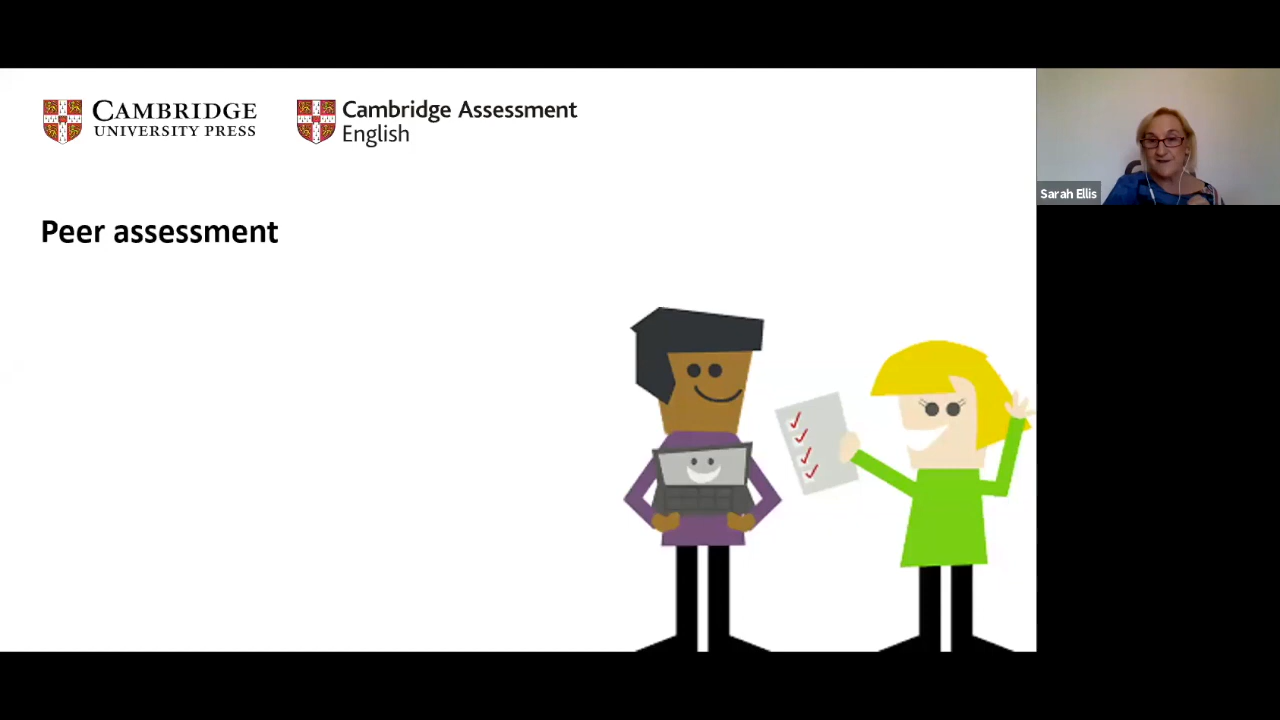 CAMBRIDGE
UNIVERSITY PRESS
Cambridge Assessment
English
Sarah Ellis
Peer assessment